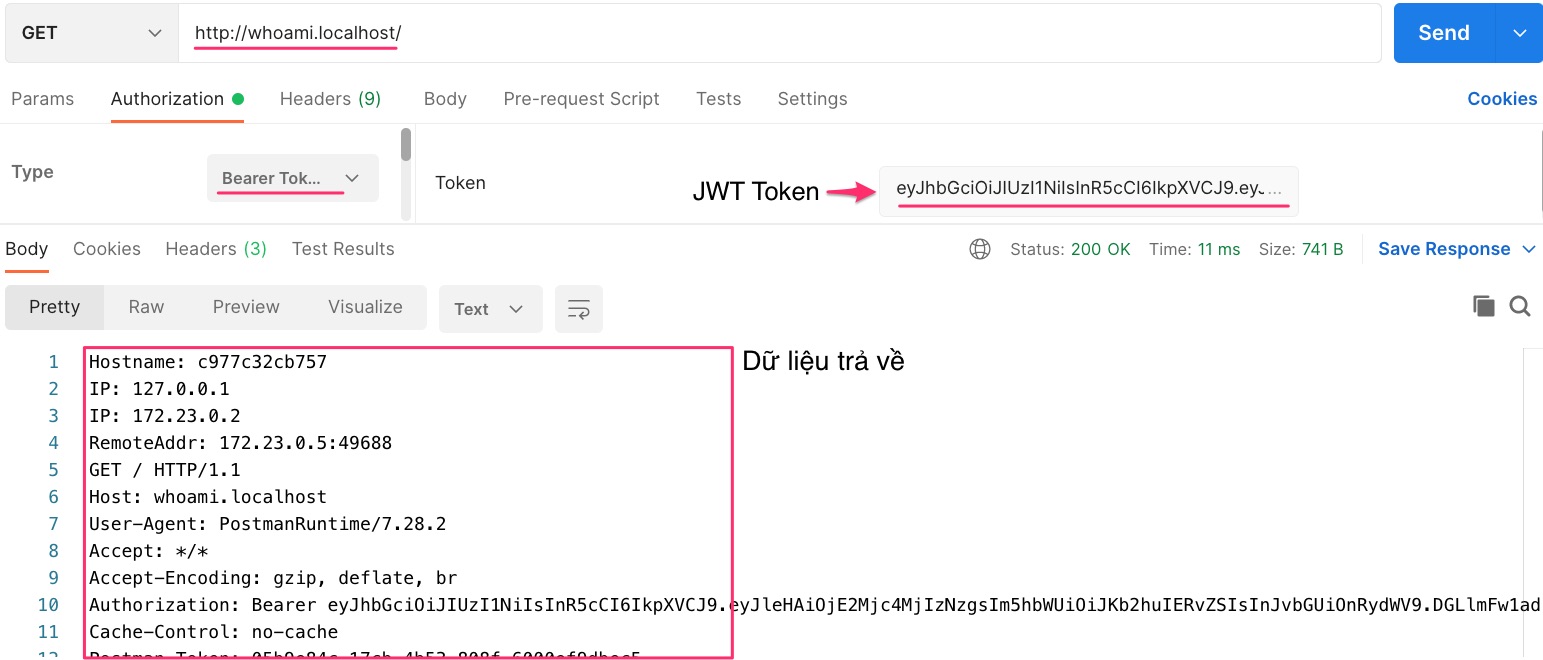 GET http://whoami.localhost/ Send
Params Authorization Headers (9) Body Pre-request Script Tests Settings Cookies
Type Bearer Tok... Token JWT Token eyJhbGciOiJIUzI1NiIsInR5cCI6IkpXVCJ9.eyJ...
Body Cookies Headers (3) Test Results Status: 200 OK Time: 11 ms Size: 741 B Save Response
Pretty Raw Preview Visualize Text
1 Hostname: c977c32cb757 Dữ liệu trả về
2 IP: 127.0.0.1
3 IP: 172.23.0.2
4 RemoteAddr: 172.23.0.5:49688
5 GET / HTTP/1.1
6 Host: whoami.localhost
7 User-Agent: PostmanRuntime/7.28.2
8 Accept: */*
9 Accept-Encoding: gzip, deflate, br
10 Authorization: Bearer eyJhbGciOiJIUzI1NiIsInR5cCI6IkpXVCJ9.eyJleHAiOjE2Mjc4MjIzNzgsIm5hbWUiOiJKb2huIERvZSIsInJvbGUiOnRydWV9.DGLlmFw1ad
11 Cache-Control: no-cache
12 Postman-Token: